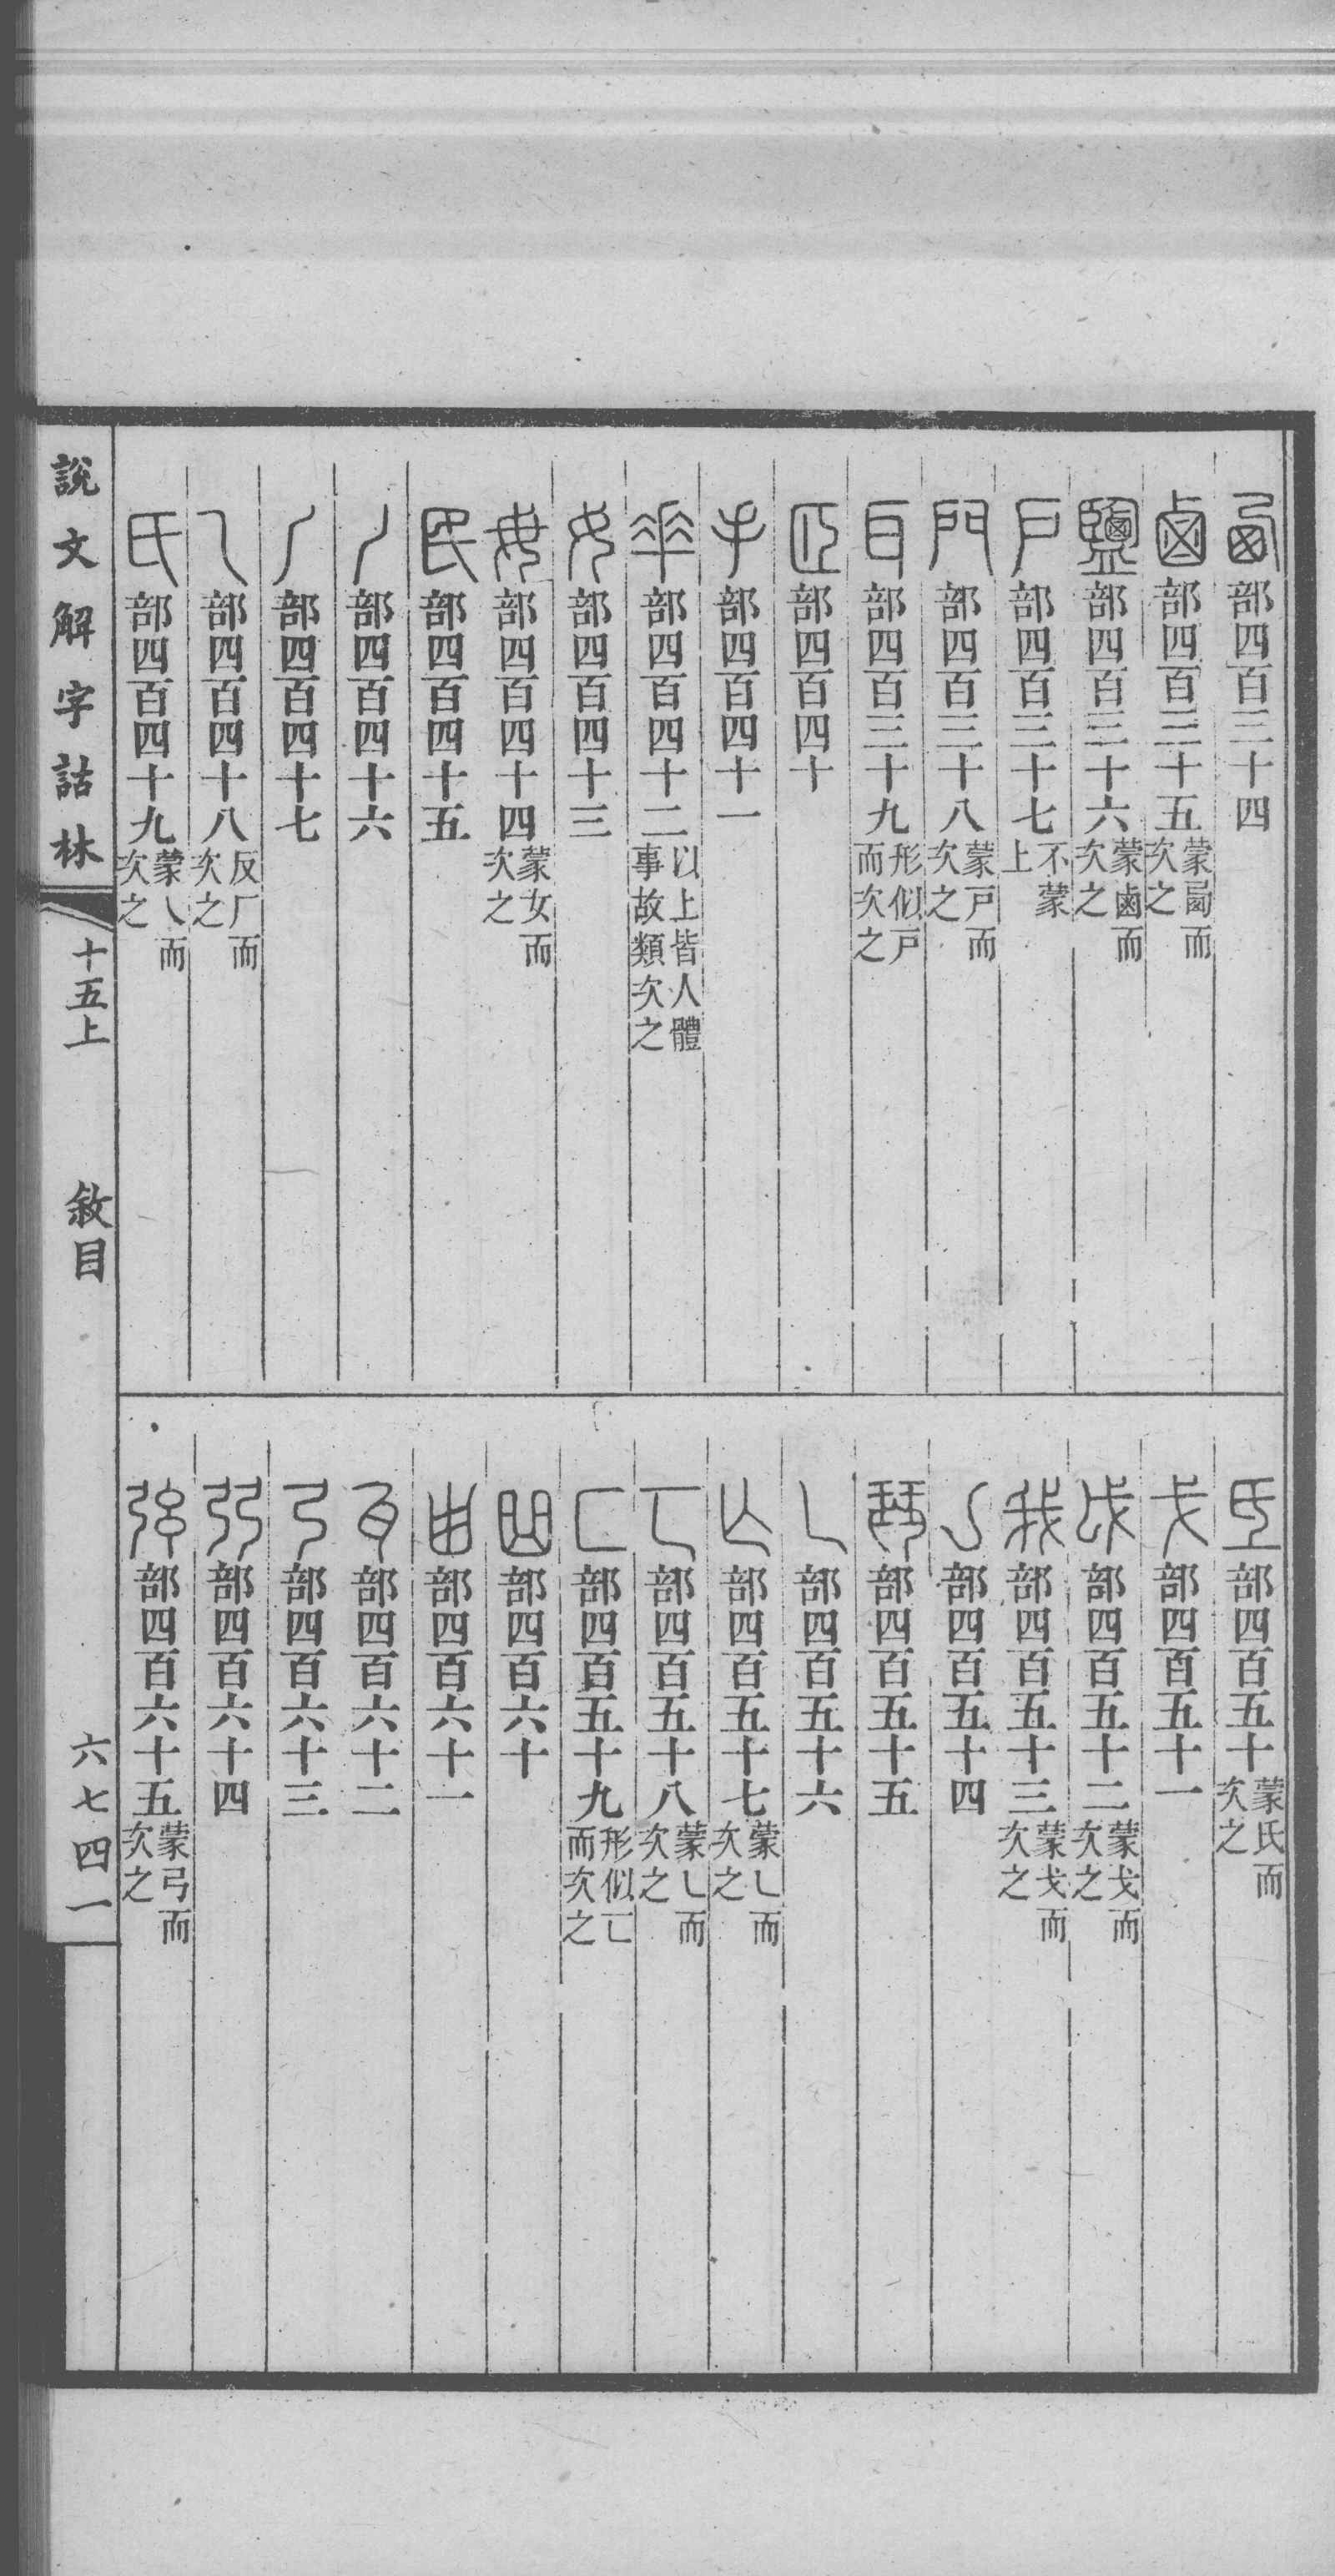 西部四百三十四
鹵部四百三十五蒙㢴而次之
鹽部四百三十六蒙鹵而次之
戶部四百三十七不蒙上
門部四百三十八蒙戶而次之
耳部四百三十九形似戶而次之
𦣞部四百四十
手部四百四十一
𠦬部四百四十二以上皆人體事故類次之
女部四百四十三
毋部四百四十四蒙女而次之
民部四百四十五
丿部四百四十六
𠂆部四百四十七
乁部四百四十八反厂而次之
氏部四百四十九蒙乁而次之
氐部四百五十蒙氏而次之
戈部四百五十一
戉部四百五十二蒙戈而次之
我部四百五十三蒙戈而次之
亅部四百五十四
珡部四百五十五
乚部四百五十六
亾部四百五十七蒙乚而次之
匸部四百五十八蒙乚而次之
匚部四百五十九形似匸而次之
曲部四百六十
甾部四百六十一
瓦部四百六十二
弓部四百六十三
弜部四百六十四
弦部四百六十五蒙弓而次之
說文解字詁林 十五上 敘目 六七四一